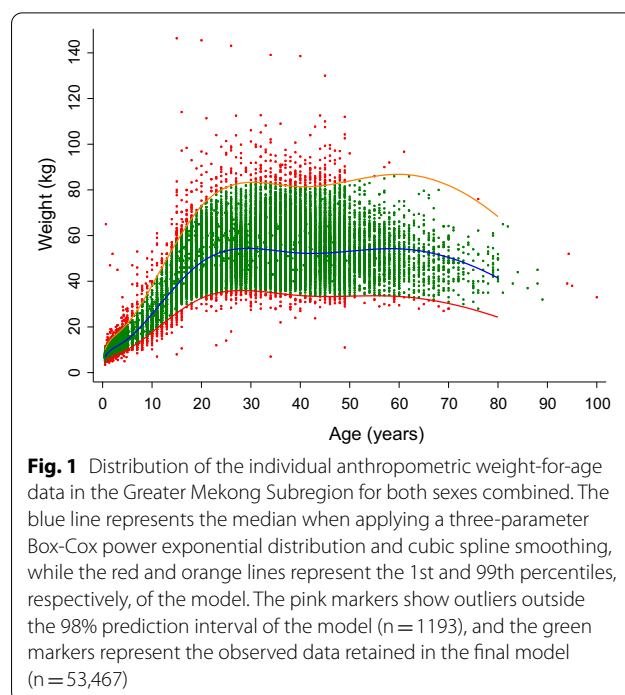 140
120
100
80
60
40
20
0
Weight (kg)
0 10 20 30 40 50 60 70 80 90 100
Age (years)
Fig. 1 Distribution of the individual anthropometric weight-for-age
data in the Greater Mekong Subregion for both sexes combined. The
blue line represents the median when applying a three-parameter
Box-Cox power exponential distribution and cubic spline smoothing,
while the red and orange lines represent the 1st and 99th percentiles,
respectively, of the model. The pink markers show outliers outside
the 98% prediction interval of the model (n = 1193), and the green
markers represent the observed data retained in the final model
(n = 53,467)